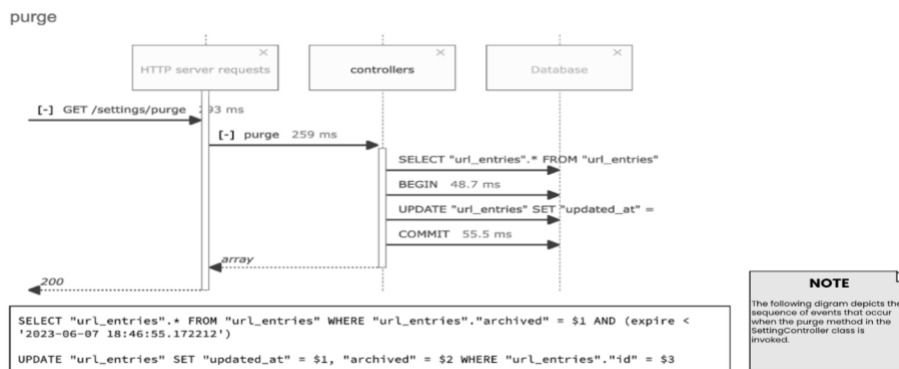 purge
HTTP server requests
controllers
Database
[-] GET /settings/purge 293 ms
[-] purge 259 ms
SELECT "url_entries".* FROM "url_entries"
BEGIN 48.7 ms
UPDATE "url_entries" SET "updated_at" =
COMMIT 55.5 ms
array
200
SELECT "url_entries".* FROM "url_entries" WHERE "url_entries"."archived" = $1 AND (expire <
'2023-06-07 18:46:55.172212')
UPDATE "url_entries" SET "updated_at" = $1, "archived" = $2 WHERE "url_entries"."id" = $3
NOTE
The following digram depicts the
sequence of events that occur
when the purge method in the
SettingController class is
invoked.